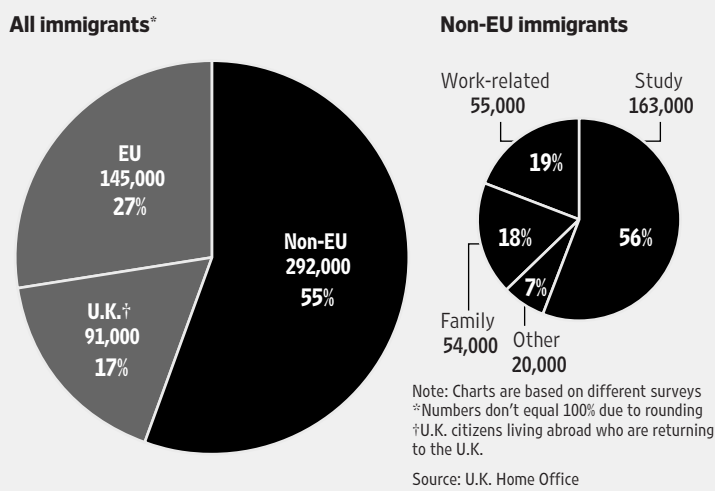 All immigrants*
EU
145,000
27%
Non-EU
292,000
55%
U.K.†
91,000
17%
Non-EU immigrants
Work-related
55,000
Study
163,000
19%
56%
18%
7%
Family
54,000
Other
20,000
Note: Charts are based on different surveys
*Numbers don’t equal 100% due to rounding
†U.K. citizens living abroad who are returning
to the U.K.
Source: U.K. Home Office